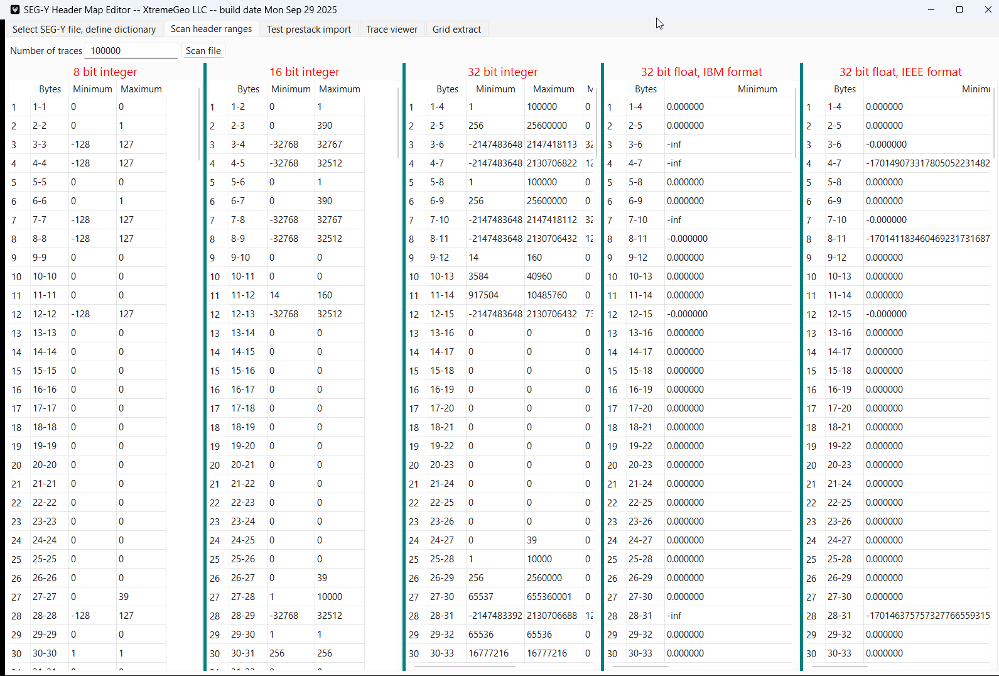 SEG-Y Header Map Editor -- XtremeGeo LLC -- build date Mon Sep 29 2025
Select SEG-Y file, define dictionary Scan header ranges Test prestack import Trace viewer Grid extract
Number of traces 100000 Scan file
8 bit integer 16 bit integer 32 bit integer 32 bit float, IBM format 32 bit float, IEEE format
Bytes Minimum Maximum Bytes Minimum Maximum Bytes Minimum Maximum Bytes Minimum Bytes
1 1-1 0 0 1 1-2 0 1 1 1-4 1 100000 0 1 1-4 0.000000 1 1-4 0.000000
2 2-2 0 1 2 2-3 0 390 2 2-5 256 25600000 0 2 2-5 0.000000 2 2-5 0.000000
3 3-3 -128 127 3 3-4 -32768 32767 3 3-6 -2147483648 2147418113 32 3 3-6 -inf 3 3-6 -0.000000
4 4-4 -128 127 4 4-5 -32768 32512 4 4-7 -2147483648 2130706822 12 4 4-7 -inf 4 4-7 -170149073317805052231482
5 5-5 0 0 5 5-6 0 1 5 5-8 1 100000 0 5 5-8 0.000000 5 5-8 0.000000
6 6-6 0 1 6 6-7 0 390 6 6-9 256 25600000 0 6 6-9 0.000000 6 6-9 0.000000
7 7-7 -128 127 7 7-8 -32768 32767 7 7-10 -2147483648 2147418112 32 7 7-10 -inf 7 7-10 -0.000000
8 8-8 -128 127 8 8-9 -32768 32512 8 8-11 -2147483648 2130706432 12 8 8-11 -0.000000 8 8-11 -170141183460469231731687
9 9-9 0 0 9 9-10 0 0 9 9-12 14 160 0 9 9-12 0.000000 9 9-12 0.000000
10 10-10 0 0 10 10-11 0 0 10 10-13 3584 40960 0 10 10-13 0.000000 10 10-13 0.000000
11 11-11 0 0 11 11-12 14 160 11 11-14 917504 10485760 0 11 11-14 0.000000 11 11-14 0.000000
12 12-12 -128 127 12 12-13 -32768 32512 12 12-15 -2147483648 2130706432 73 12 12-15 -0.000000 12 12-15 -0.000000
13 13-13 0 0 13 13-14 0 0 13 13-16 0 0 0 13 13-16 0.000000 13 13-16 0.000000
14 14-14 0 0 14 14-15 0 0 14 14-17 0 0 0 14 14-17 0.000000 14 14-17 0.000000
15 15-15 0 0 15 15-16 0 0 15 15-18 0 0 0 15 15-18 0.000000 15 15-18 0.000000
16 16-16 0 0 16 16-17 0 0 16 16-19 0 0 0 16 16-19 0.000000 16 16-19 0.000000
17 17-17 0 0 17 17-18 0 0 17 17-20 0 0 0 17 17-20 0.000000 17 17-20 0.000000
18 18-18 0 0 18 18-19 0 0 18 18-21 0 0 0 18 18-21 0.000000 18 18-21 0.000000
19 19-19 0 0 19 19-20 0 0 19 19-22 0 0 0 19 19-22 0.000000 19 19-22 0.000000
20 20-20 0 0 20 20-21 0 0 20 20-23 0 0 0 20 20-23 0.000000 20 20-23 0.000000
21 21-21 0 0 21 21-22 0 0 21 21-24 0 0 0 21 21-24 0.000000 21 21-24 0.000000
22 22-22 0 0 22 22-23 0 0 22 22-25 0 0 0 22 22-25 0.000000 22 22-25 0.000000
23 23-23 0 0 23 23-24 0 0 23 23-26 0 0 0 23 23-26 0.000000 23 23-26 0.000000
24 24-24 0 0 24 24-25 0 0 24 24-27 0 39 0 24 24-27 0.000000 24 24-27 0.000000
25 25-25 0 0 25 25-26 0 0 25 25-28 1 10000 0 25 25-28 0.000000 25 25-28 0.000000
26 26-26 0 0 26 26-27 0 39 26 26-29 256 2560000 0 26 26-29 0.000000 26 26-29 0.000000
27 27-27 0 39 27 27-28 1 10000 27 27-30 65537 655360001 0 27 27-30 0.000000 27 27-30 0.000000
28 28-28 -128 127 28 28-29 -32768 32512 28 28-31 -2147483392 2130706688 12 28 28-31 -inf 28 28-31 -170146375757327766559315
29 29-29 0 0 29 29-30 1 1 29 29-32 65536 65536 0 29 29-32 0.000000 29 29-32 0.000000
30 30-30 1 1 30 30-31 256 256 30 30-33 16777216 16777216 0 30 30-33 0.000000 30 30-33 0.000000